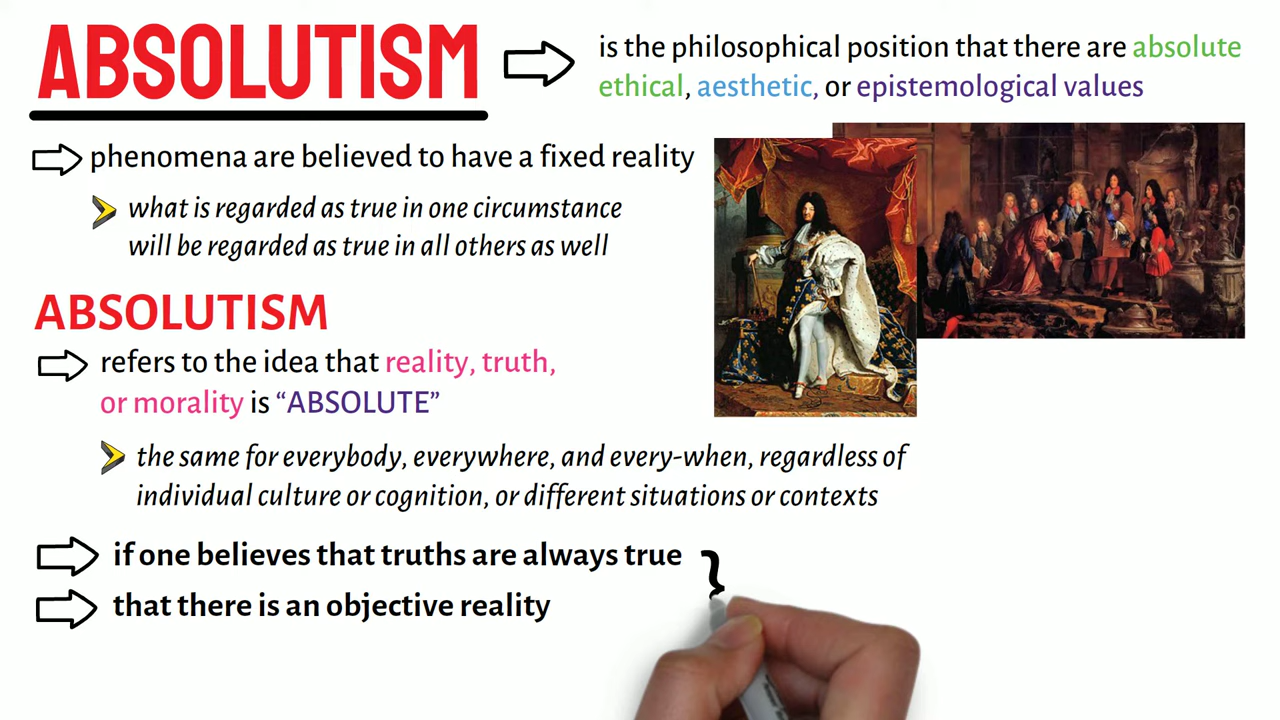 ABSOLUTISM
is the philosophical position that there are absolute
ethical, aesthetic, or epistemological values
phenomena are believed to have a fixed reality
what is regarded as true in one circumstance
will be regarded as true in all others as well
ABSOLUTISM
refers to the idea that reality, truth,
or morality is “ABSOLUTE”
the same for everybody, everywhere, and every-when, regardless of
individual culture or cognition, or different situations or contexts
if one believes that truths are always true
that there is an objective reality